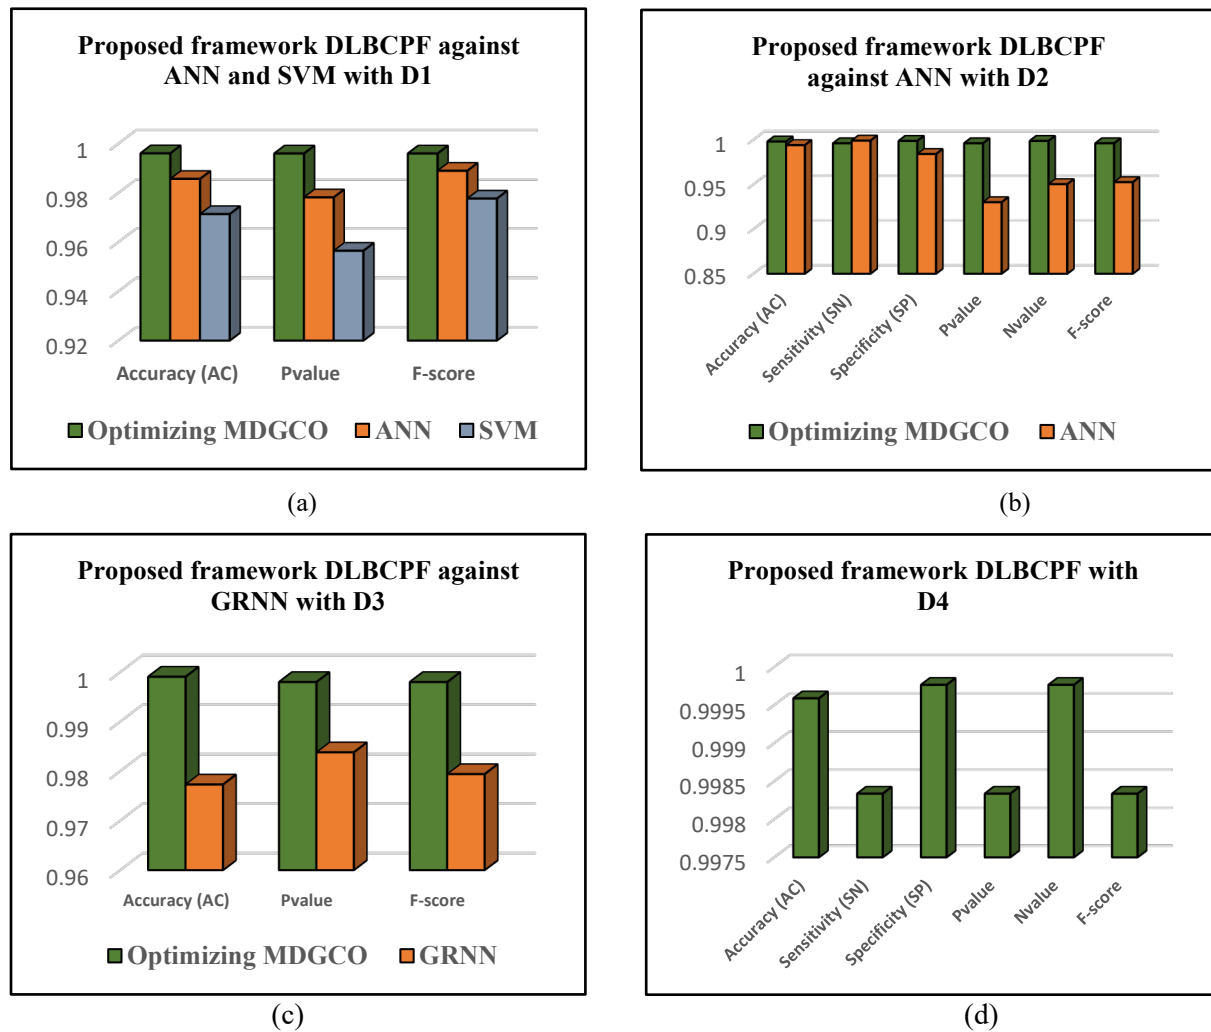 Proposed framework DLBCPF against
ANN and SVM with D1
1
0.98
0.96
0.94
0.92
Accuracy (AC) Pvalue F-score
Optimizing MDGCO ANN SVM
(a)
Proposed framework DLBCPF
against ANN with D2
1
0.95
0.9
0.85
Accuracy (AC)
Sensitivity (SN)
Specificity (SP)
Pvalue
Nvalue
F-score
Optimizing MDGCO ANN
(b)
Proposed framework DLBCPF against
GRNN with D3
1
0.99
0.98
0.97
0.96
Accuracy (AC) Pvalue F-score
Optimizing MDGCO GRNN
(c)
Proposed framework DLBCPF with
D4
1
0.9995
0.999
0.9985
0.998
0.9975
Accuracy (AC)
Sensitivity (SN)
Specificity (SP)
Pvalue
Nvalue
F-score
(d)